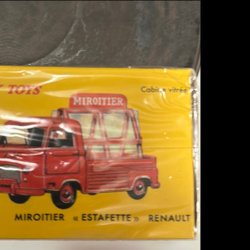 TOYS
Cabine vitrée
MIROITIER
MIROITIER « ESTAFETTE » RENAULT